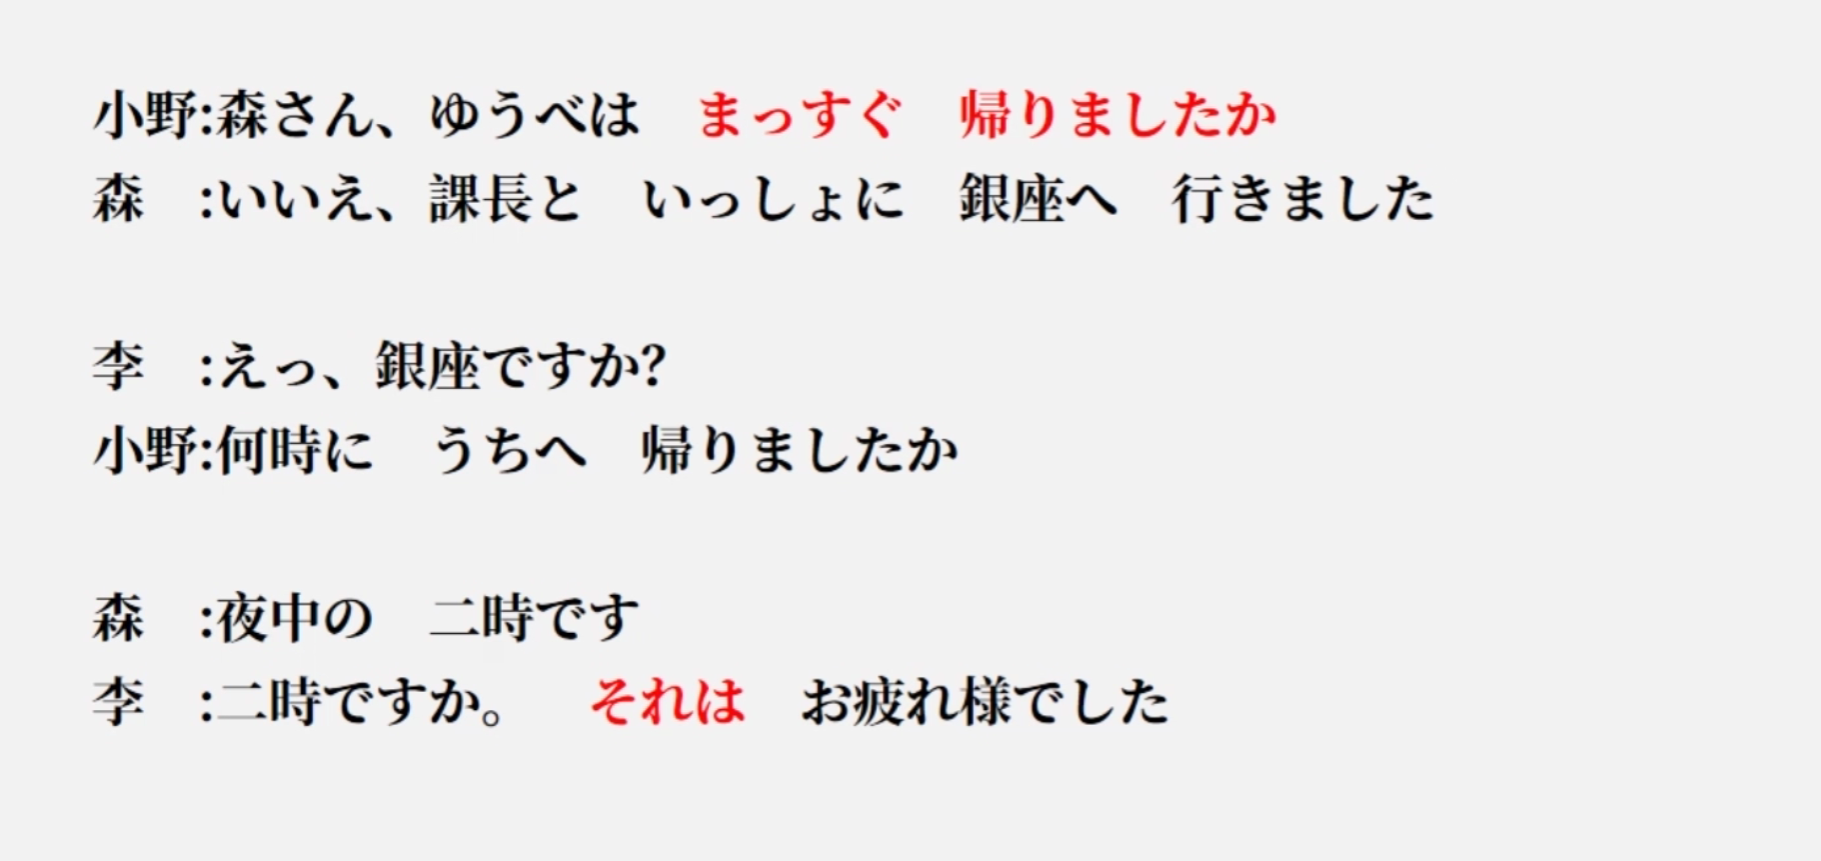 小野:森さん、ゆうべは　まっすぐ　帰りましたか
森　:いいえ、課長と　いっしょに　銀座へ　行きました
李　:えっ、銀座ですか?
小野:何時に　うちへ　帰りましたか
森　:夜中の　二時です
李　:二時ですか。　それは　お疲れ様でした